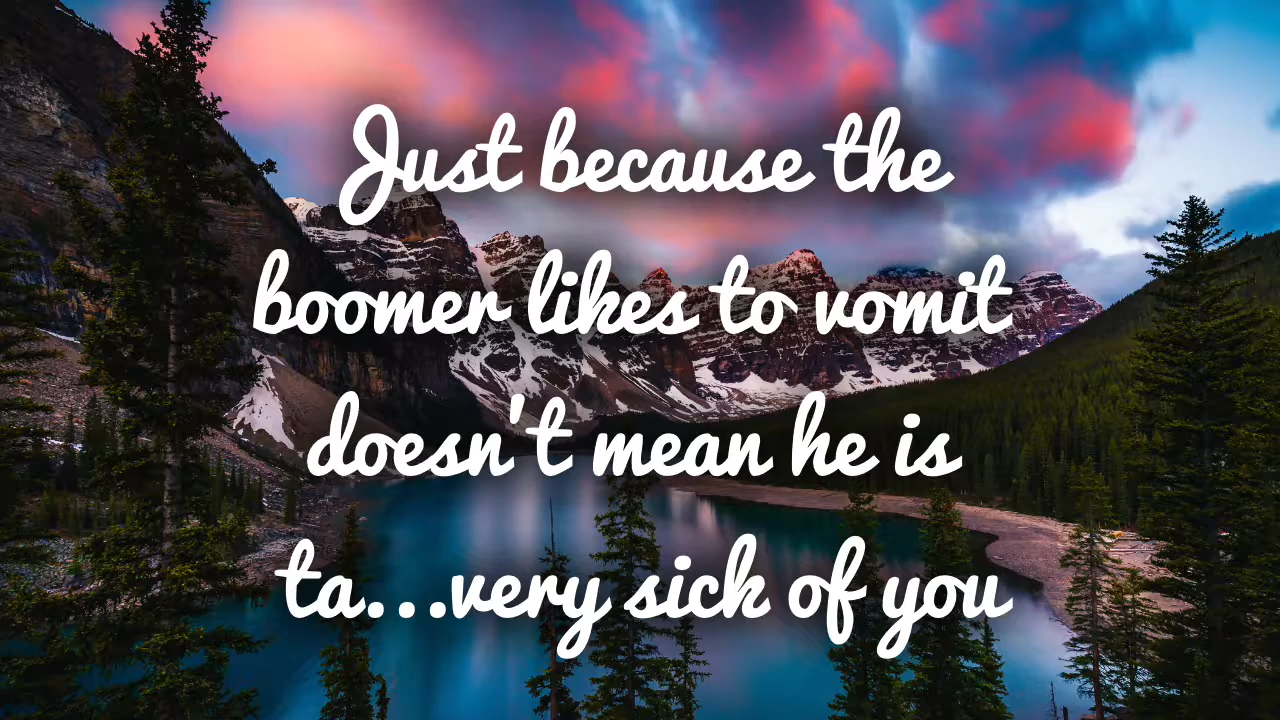 Just because the
boomer likes to vomit
doesn't mean he is
ta...very sick of you